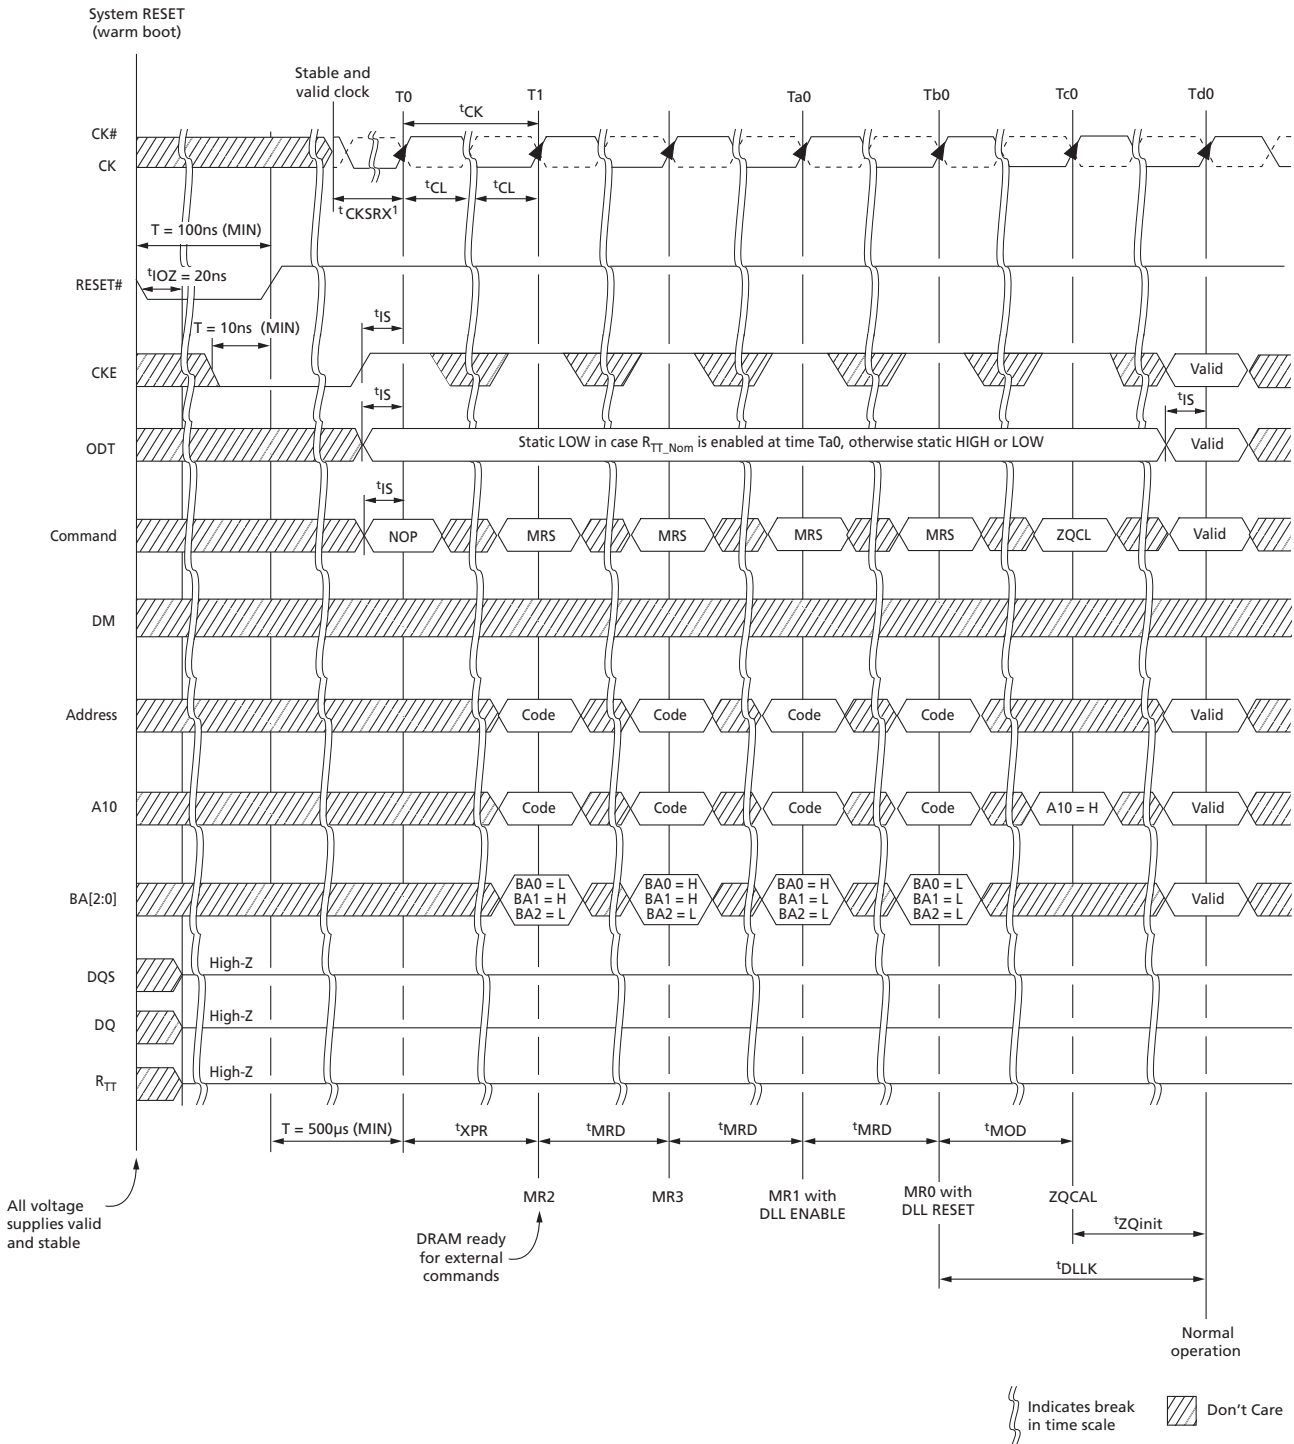 System RESET
(warm boot)
Stable and
valid clock
T0
T1
Ta0
Tb0
Tc0
Td0
tCK
CK#
CK
tCKSRX1
tCL
tCL
T = 100ns (MIN)
tIOZ = 20ns
RESET#
T = 10ns (MIN)
tIS
CKE
Valid
tIS
tIS
ODT
Static LOW in case RTT_Nom is enabled at time Ta0, otherwise static HIGH or LOW
Valid
tIS
Command
NOP
MRS
MRS
MRS
MRS
ZQCL
Valid
DM
Address
Code
Code
Code
Code
Valid
A10
Code
Code
Code
Code
A10 = H
Valid
BA[2:0]
BA0 = L
BA1 = H
BA2 = L
BA0 = H
BA1 = H
BA2 = L
BA0 = H
BA1 = L
BA2 = L
BA0 = L
BA1 = L
BA2 = L
Valid
DQS
High-Z
DQ
High-Z
RTT
High-Z
T = 500μs (MIN)
tXPR
tMRD
tMRD
tMRD
tMOD
All voltage
supplies valid
and stable
MR2
MR3
MR1 with
DLL ENABLE
MR0 with
DLL RESET
ZQCAL
DRAM ready
for external
commands
tZQinit
tDLLK
Normal
operation
Indicates break
in time scale
Don't Care